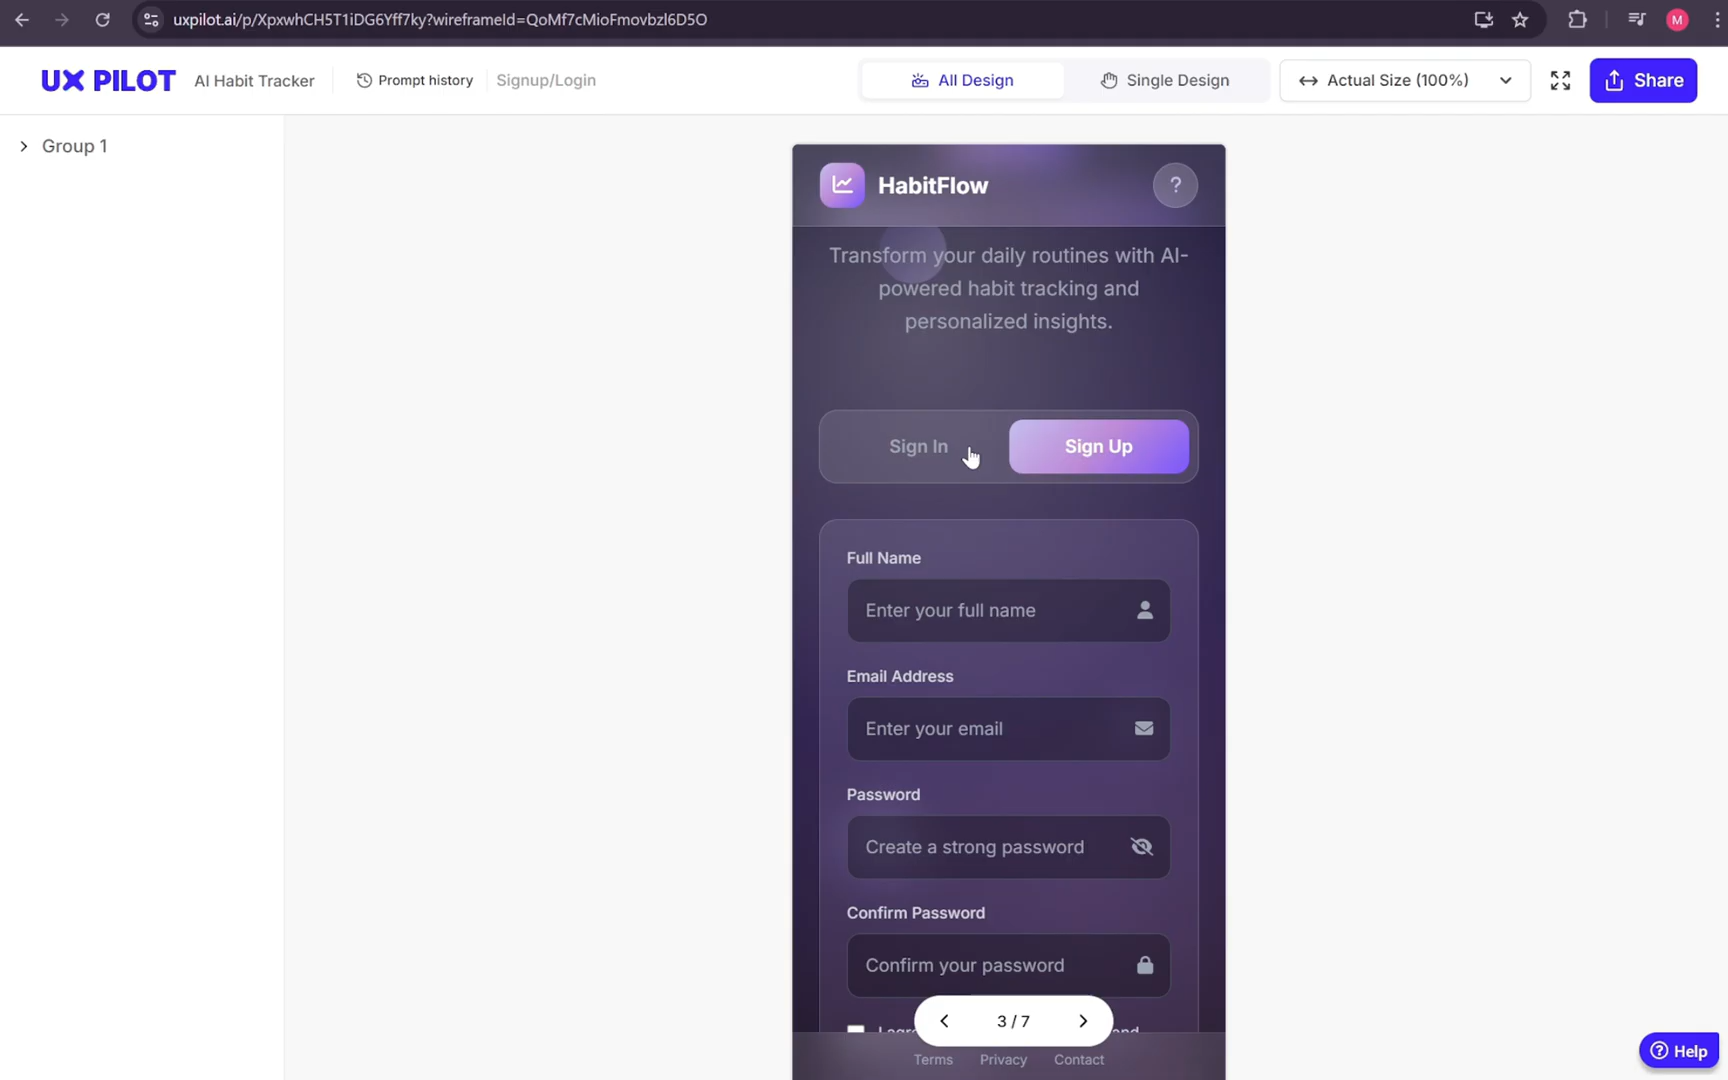 uxpilot.ai/p/XpxwhCH5T1iDG6Yff7ky?wireframeId=QoMf7cMioFmovbzl6D5O
M
UX PILOT
AI Habit Tracker
Prompt history
Signup/Login
All Design
Single Design
Actual Size (100%)
Share
Group 1
HabitFlow
?
Transform your daily routines with AI-
powered habit tracking and
personalized insights.
Sign In
Sign Up
Full Name
Enter your full name
Email Address
Enter your email
Password
Create a strong password
Confirm Password
Confirm your password
3 / 7
Terms
Privacy
Contact
Help